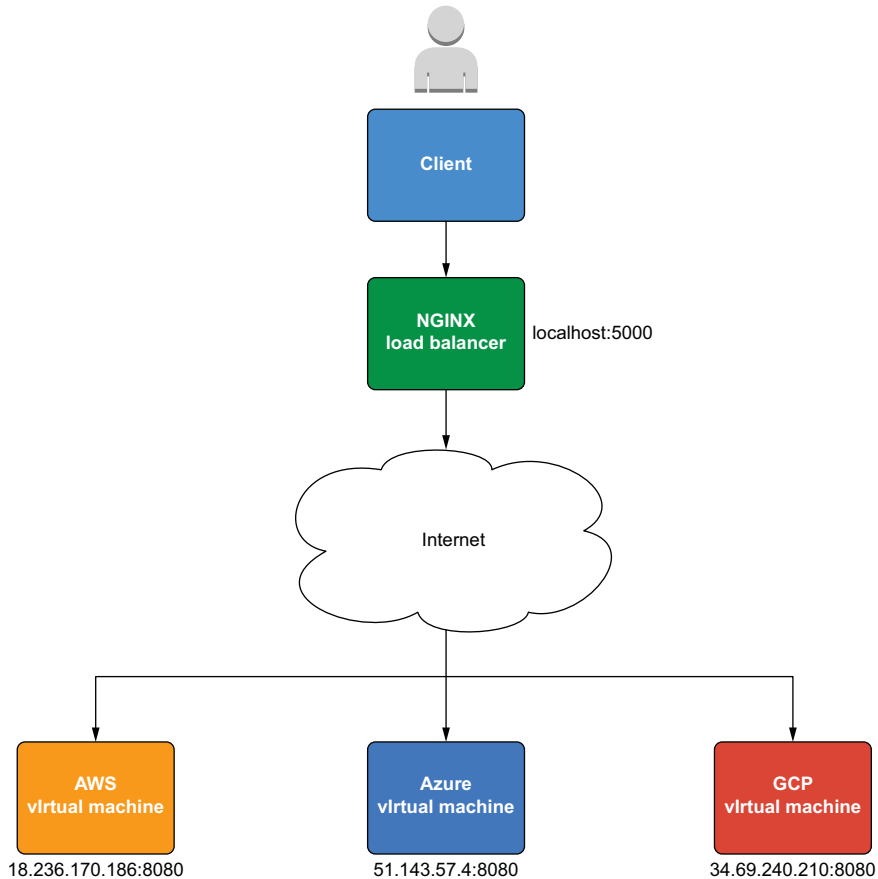 Client
NGINX
load balancer
localhost:5000
Internet
AWS
vIrtual machine
Azure
vIrtual machine
GCP
vIrtual machine
18.236.170.186:8080
51.143.57.4:8080
34.69.240.210:8080